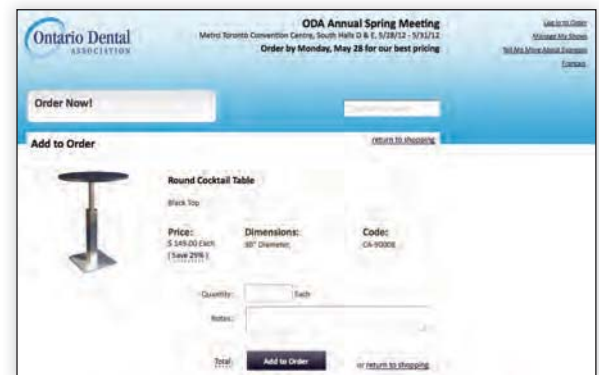 Ontario Dental
ASSOCIATION
ODA Annual Spring Meeting
Metro Toronto Convention Centre, South Halls D & E, 5/28/12 - 5/31/12
Order by Monday, May 28 for our best pricing
Log in to Order
Manage My Shows
Tell Me More About Expresso
Français
Order Now!
Add to Order
return to shopping
Round Cocktail Table
Black Top
Price: Dimensions: Code:
$ 149.00 Each 30" Diameter CA-90008
( Save 29% )
Quantity: Each
Notes:
Total: Add to Order or return to shopping